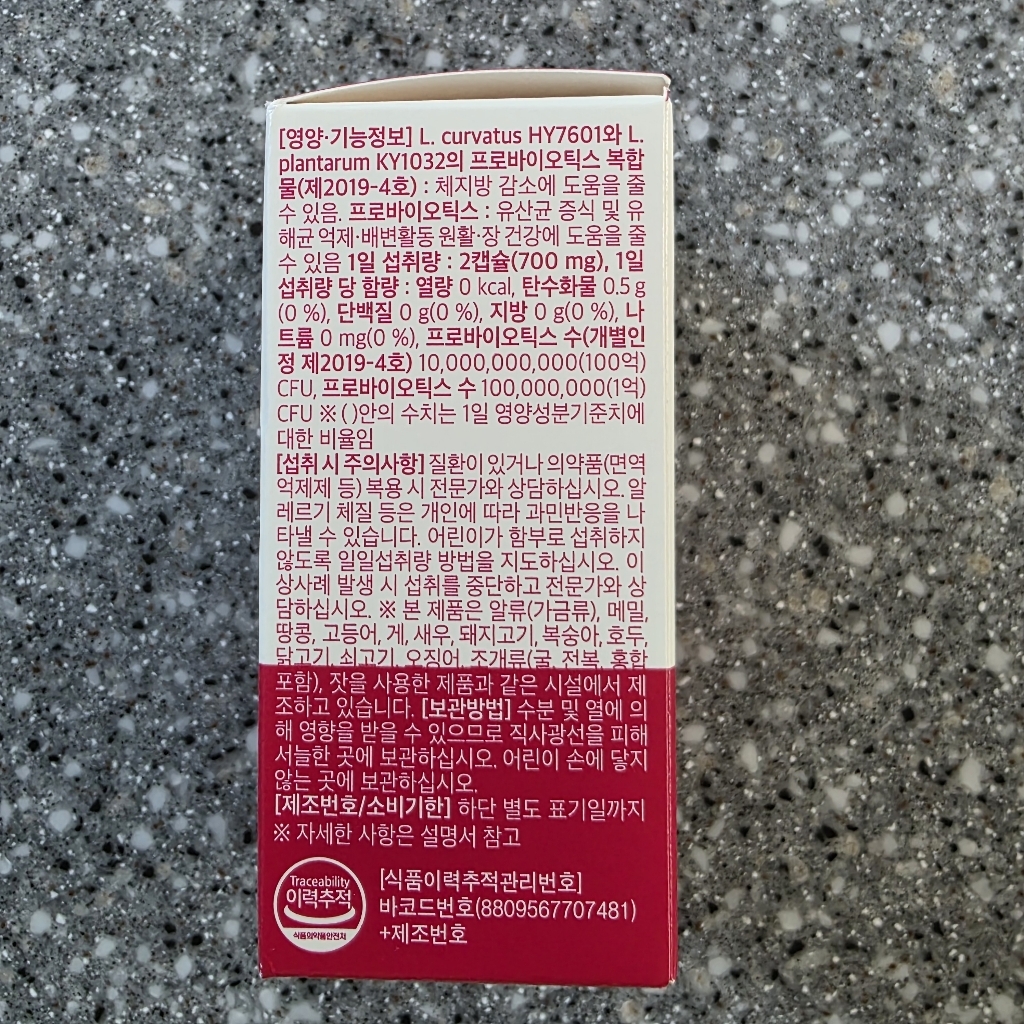 [영양·기능정보] L. curvatus HY7601와 L.
plantarum KY1032의 프로바이오틱스 복합
물(제2019-4호) : 체지방 감소에 도움을 줄
수 있음. 프로바이오틱스 : 유산균 증식 및 유
해균 억제·배변활동 원활·장 건강에 도움을 줄
수 있음 1일 섭취량 : 2캡슐(700 mg), 1일
섭취량 당 함량 : 열량 0 kcal, 탄수화물 0.5 g
(0 %), 단백질 0 g(0 %), 지방 0 g(0 %), 나
트륨 0 mg(0 %), 프로바이오틱스 수(개별인
정 제2019-4호) 10,000,000,000(100억)
CFU, 프로바이오틱스 수 100,000,000(1억)
CFU ※ ( )안의 수치는 1일 영양성분기준치에
대한 비율임
[섭취 시 주의사항] 질환이 있거나 의약품(면역
억제제 등) 복용 시 전문가와 상담하십시오. 알
레르기 체질 등은 개인에 따라 과민반응을 나
타낼 수 있습니다. 어린이가 함부로 섭취하지
않도록 일일섭취량 방법을 지도하십시오. 이
상사례 발생 시 섭취를 중단하고 전문가와 상
담하십시오. ※ 본 제품은 알류(가금류), 메밀,
땅콩, 고등어, 게, 새우, 돼지고기, 복숭아, 호두,
닭고기, 쇠고기, 오징어, 조개류(굴, 전복, 홍합
포함), 잣을 사용한 제품과 같은 시설에서 제
조하고 있습니다. [보관방법] 수분 및 열에 의
해 영향을 받을 수 있으므로 직사광선을 피해
서늘한 곳에 보관하십시오. 어린이 손에 닿지
않는 곳에 보관하십시오.
[제조번호/소비기한] 하단 별도 표기일까지
※ 자세한 사항은 설명서 참고
Traceability
이력추적
식품의약품안전처
[식품이력추적관리번호]
바코드번호(8809567707481)
+제조번호